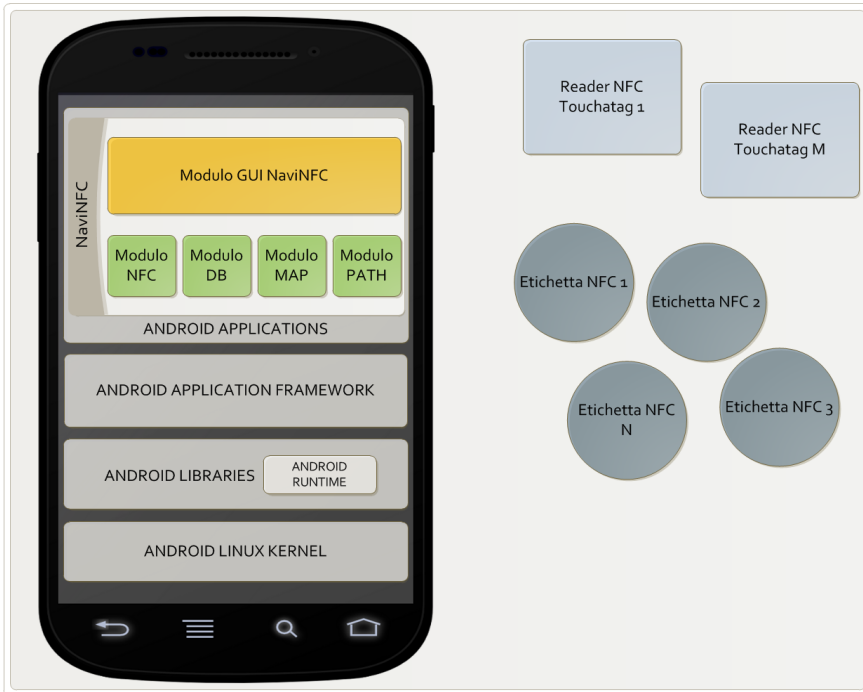 NaviNFC
Modulo GUI NaviNFC
Modulo
NFC
Modulo
DB
Modulo
MAP
Modulo
PATH
ANDROID APPLICATIONS
ANDROID APPLICATION FRAMEWORK
ANDROID LIBRARIES
ANDROID
RUNTIME
ANDROID LINUX KERNEL
Reader NFC
Touchatag 1
Reader NFC
Touchatag M
Etichetta NFC 1
Etichetta NFC 2
Etichetta NFC
N
Etichetta NFC 3